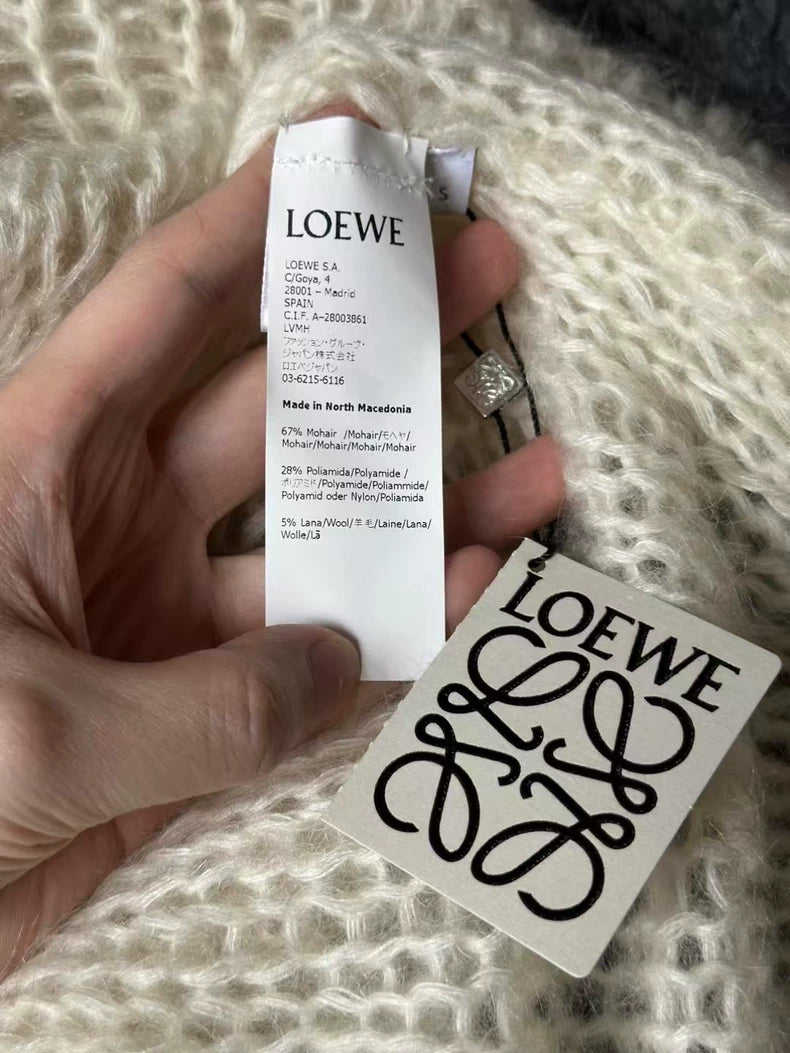 S
LOEWE
LOEWE S.A.
C/Goya, 4
28001 – Madrid
SPAIN
C.I.F. A-28003861
LVMH
ファッション・グループ・
ジャパン株式会社
ロエベジャパン
03-6215-6116
Made in North Macedonia
67% Mohair /Mohair/モヘヤ/
Mohair/Mohair/Mohair/Mohair
28% Poliamida/Polyamide /
ポリアミド/Polyamide/Poliammide/
Polyamid oder Nylon/Poliamida
5% Lana/Wool/羊毛/Laine/Lana/
Wolle/Lã
LOEWE